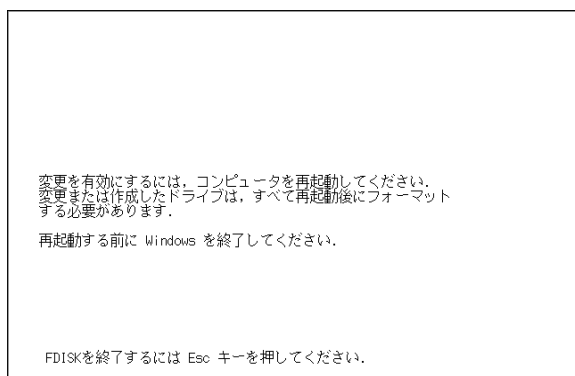 変更を有効にするには，コンピュータを再起動してください．
変更または作成したドライブは，すべて再起動後にフォーマット
する必要があります．
再起動する前に Windows を終了してください．
FDISKを終了するには Esc キーを押してください．